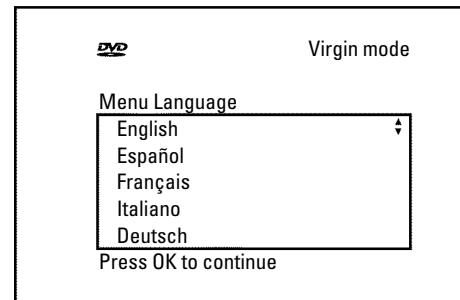 DVD
Virgin mode
Menu Language
English
Español
Français
Italiano
Deutsch
Press OK to continue